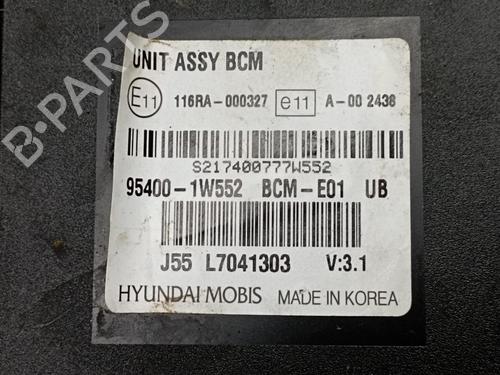 B-PARTS
UNIT ASSY BCM
E11 116RA-000327 e11 A-00 2438
S217400777W552
95400-1W552 BCM-E01 UB
J55 L7041303 V:3.1
HYUNDAI MOBIS MADE IN KOREA